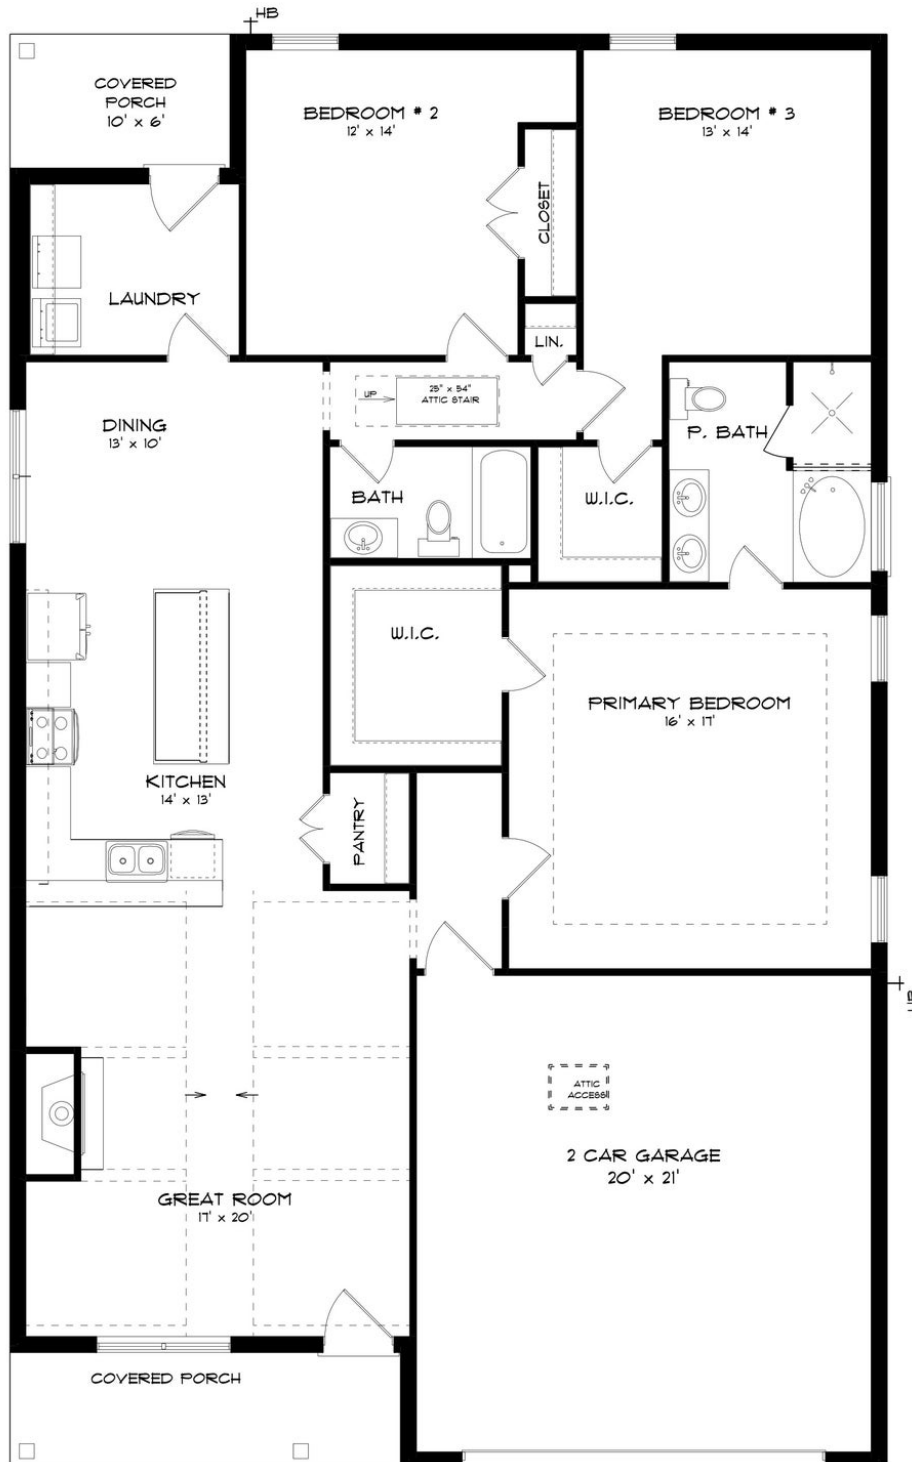 HB
COVERED
PORCH
10' x 6'
BEDROOM # 2
12' x 14'
BEDROOM # 3
13' x 14'
CLOSET
LAUNDRY
LIN.
UP
25" x 54"
ATTIC STAIR
DINING
13' x 10'
P. BATH
BATH
W.I.C.
W.I.C.
PRIMARY BEDROOM
16' x 17'
KITCHEN
14' x 13'
PANTRY
HB
ATTIC
ACCESS
2 CAR GARAGE
20' x 21'
GREAT ROOM
17' x 20'
COVERED PORCH